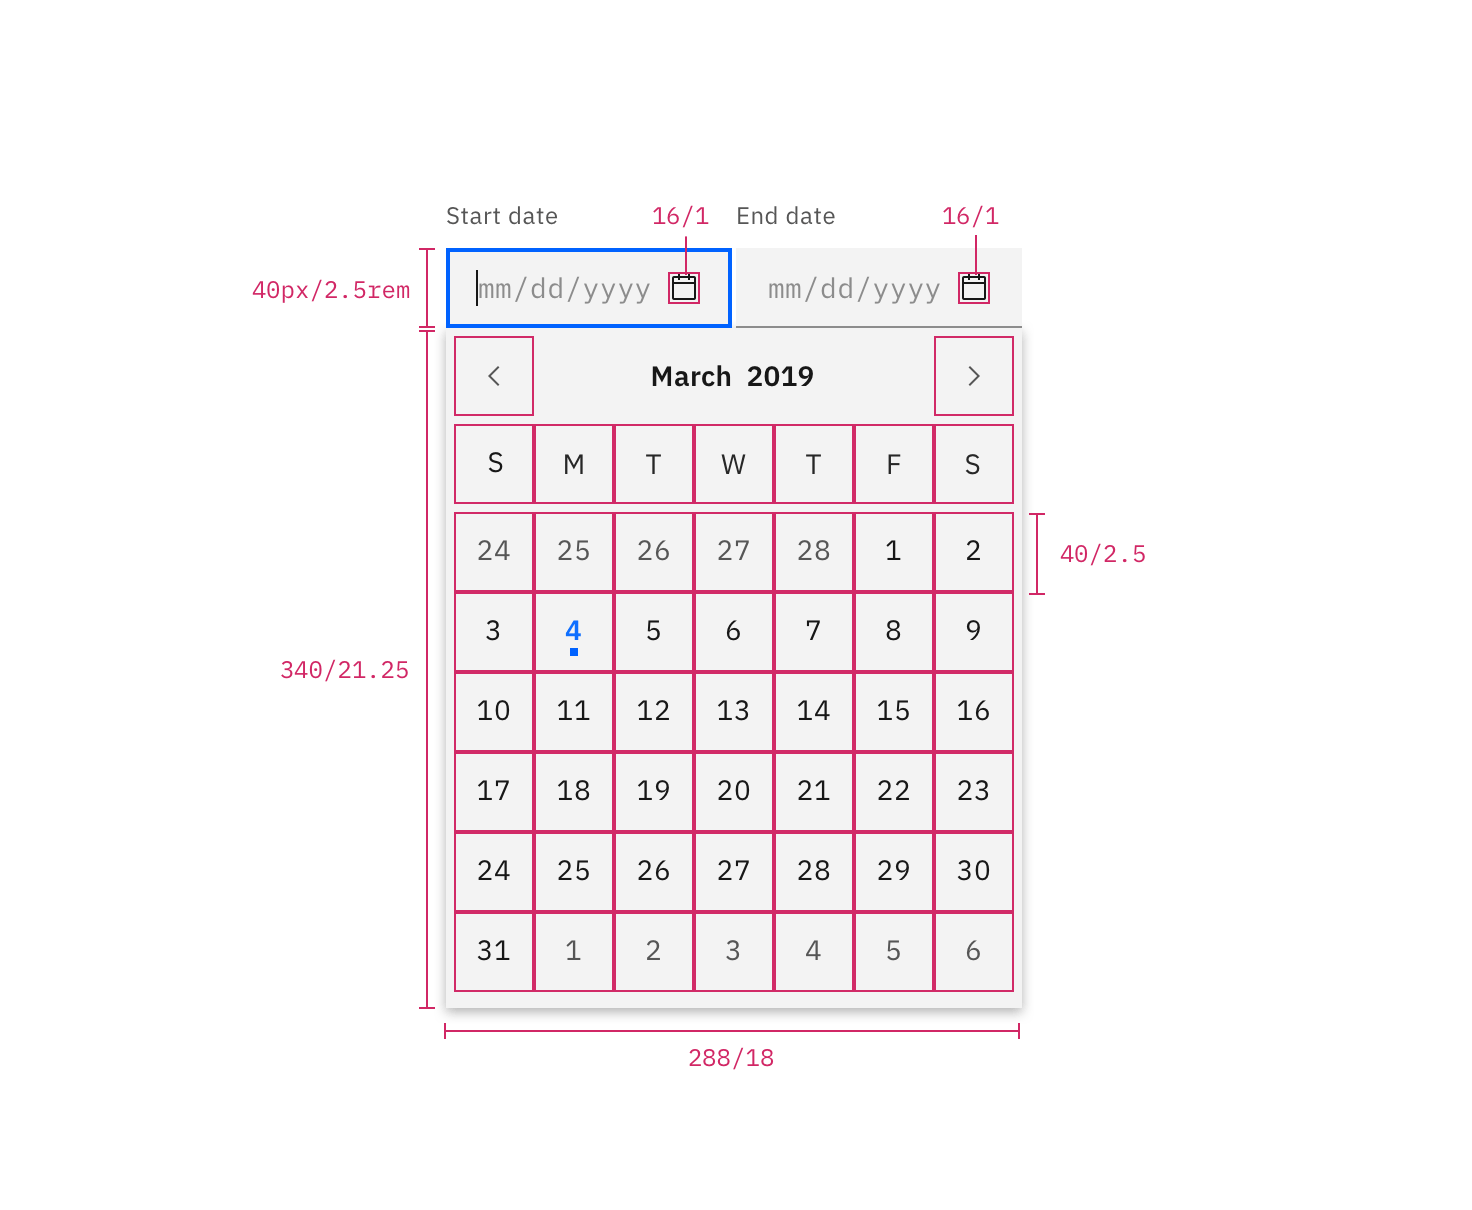 Start date 16/1 End date 16/1
40px/2.5rem mm/dd/yyyy mm/dd/yyyy
March 2019
S M T W T F S
24 25 26 27 28 1 2 40/2.5
3 4 5 6 7 8 9
340/21.25
10 11 12 13 14 15 16
17 18 19 20 21 22 23
24 25 26 27 28 29 30
31 1 2 3 4 5 6
288/18